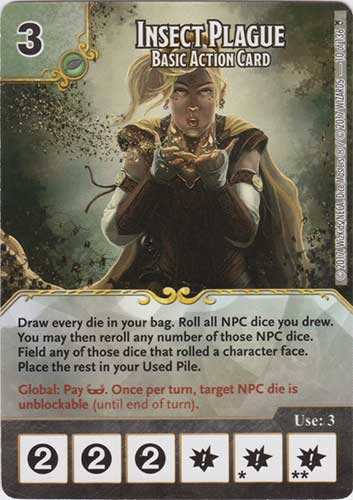 3
INSECT PLAGUE
BASIC ACTION CARD
Draw every die in your bag. Roll all NPC dice you drew.
You may then reroll any number of those NPC dice.
Field any of those dice that rolled a character face.
Place the rest in your Used Pile.
Global: Pay. Once per turn, target NPC die is
unblockable (until end of turn).
Use: 3
2 2 2 ! ! !
* **